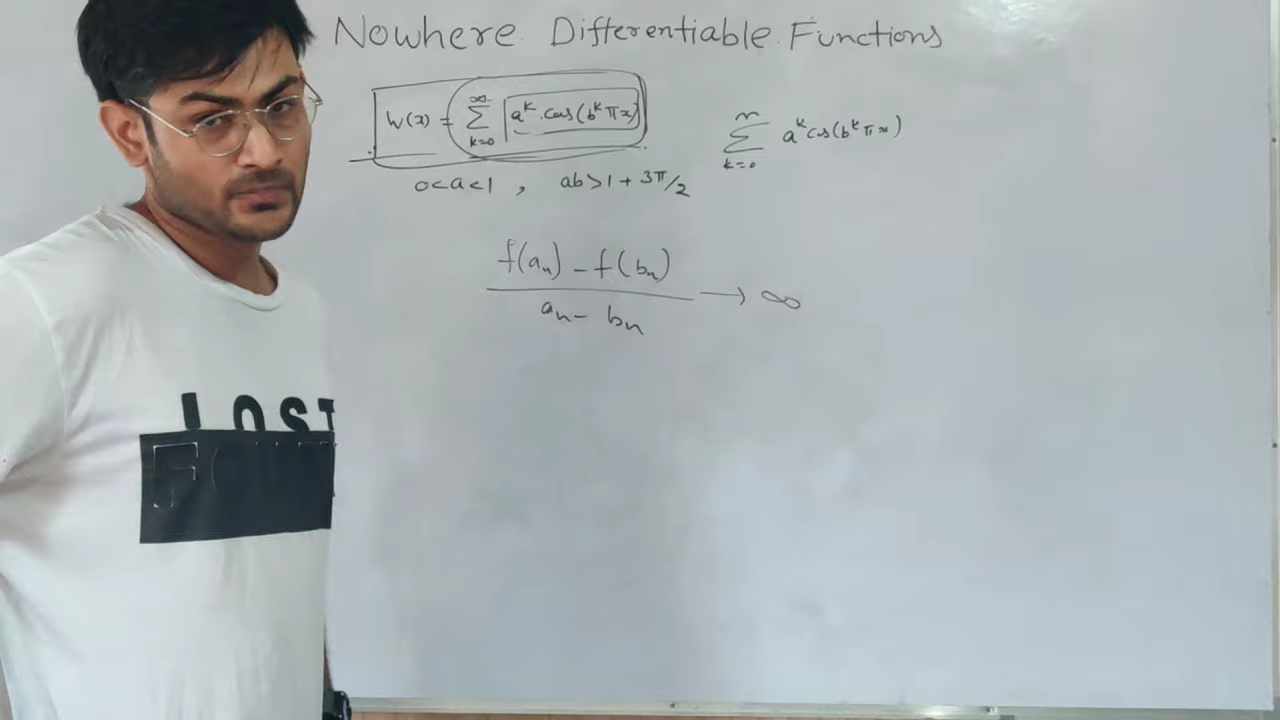 Nowhere Differentiable Functions
W(x) = ∑_{k=0}^{∞} a^k cos(b^k πx)
∑_{k=0}^{n} a^k cos(b^k πx)
0<a<1 , ab>1+3π/2
f(a_n) - f(b_n)
a_n - b_n
→ ∞
LOST